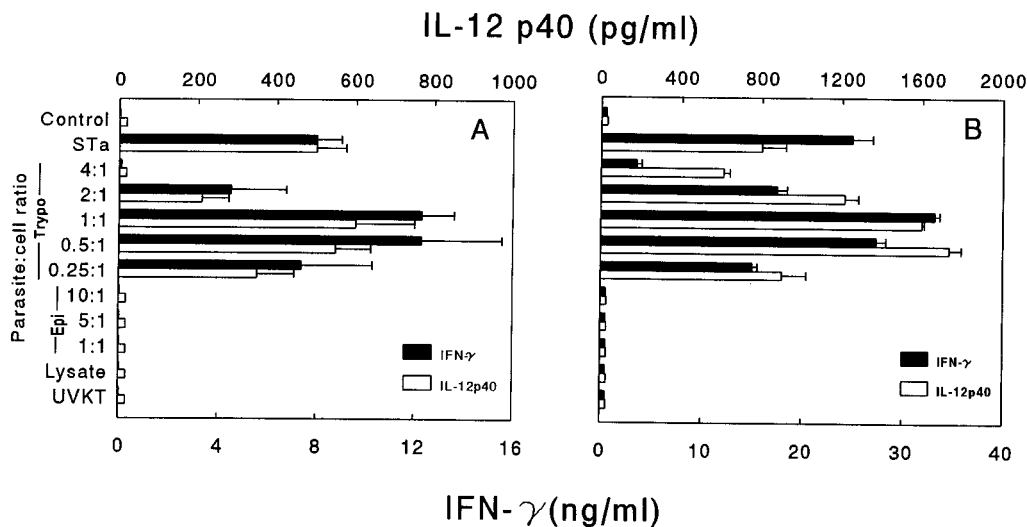 IL-12 p40 (pg/ml)
0 200 400 600 800 1000
0 400 800 1200 1600 2000
A
B
Parasite:cell ratio
Trypo
Epi
Control
STa
4:1
2:1
1:1
0.5:1
0.25:1
10:1
5:1
1:1
Lysate
UVKT
IFN-γ
IL-12p40
IFN-γ
IL-12p40
0 4 8 12 16
0 10 20 30 40
IFN-γ(ng/ml)